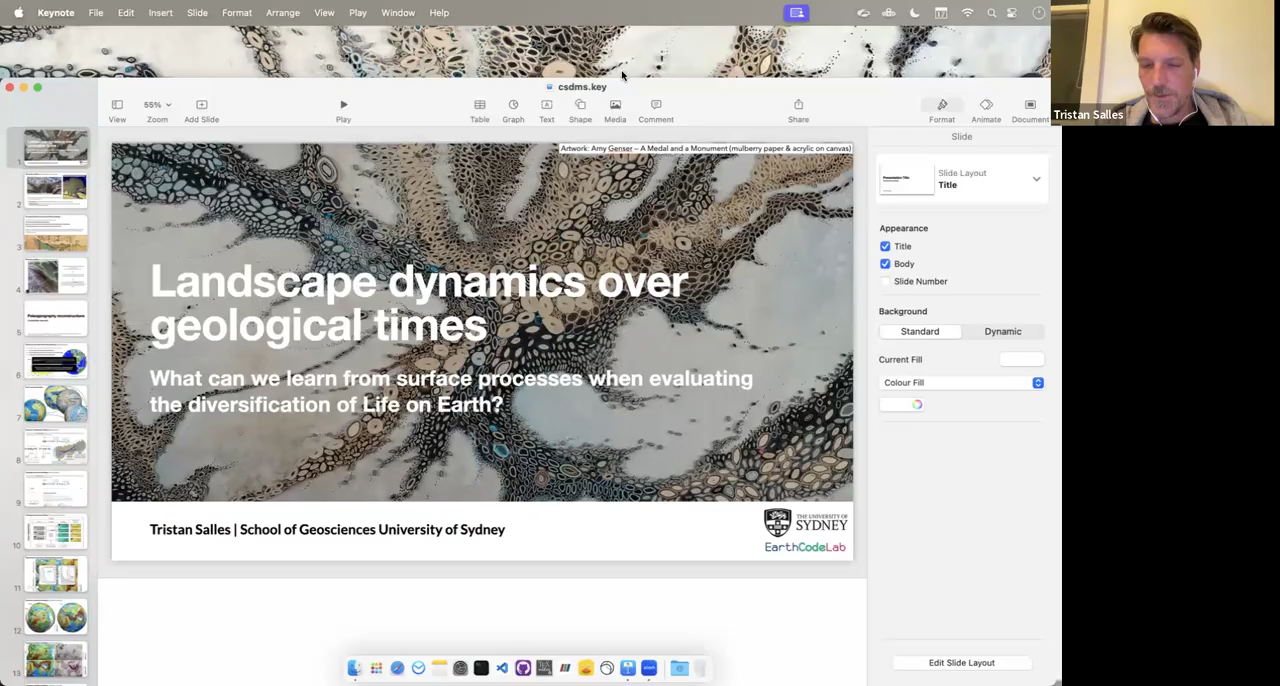 Keynote File Edit Insert Slide Format Arrange View Play Window Help
17
csdms.key
55%
View Zoom Add Slide Play Table Graph Text Shape Media Comment Share Format Animate Document
Tristan Salles
Slide
Slide Layout
Title
Appearance
Title
Body
Slide Number
Background
Standard Dynamic
Current Fill
Colour Fill
Edit Slide Layout
Artwork: Amy Genser – A Medal and a Monument (mulberry paper & acrylic on canvas)
Landscape dynamics over
geological times
What can we learn from surface processes when evaluating
the diversification of Life on Earth?
Tristan Salles | School of Geosciences University of Sydney
THE UNIVERSITY OF
SYDNEY
EarthCodeLab
1
2
3
4
5
6
7
8
9
10
11
12
13